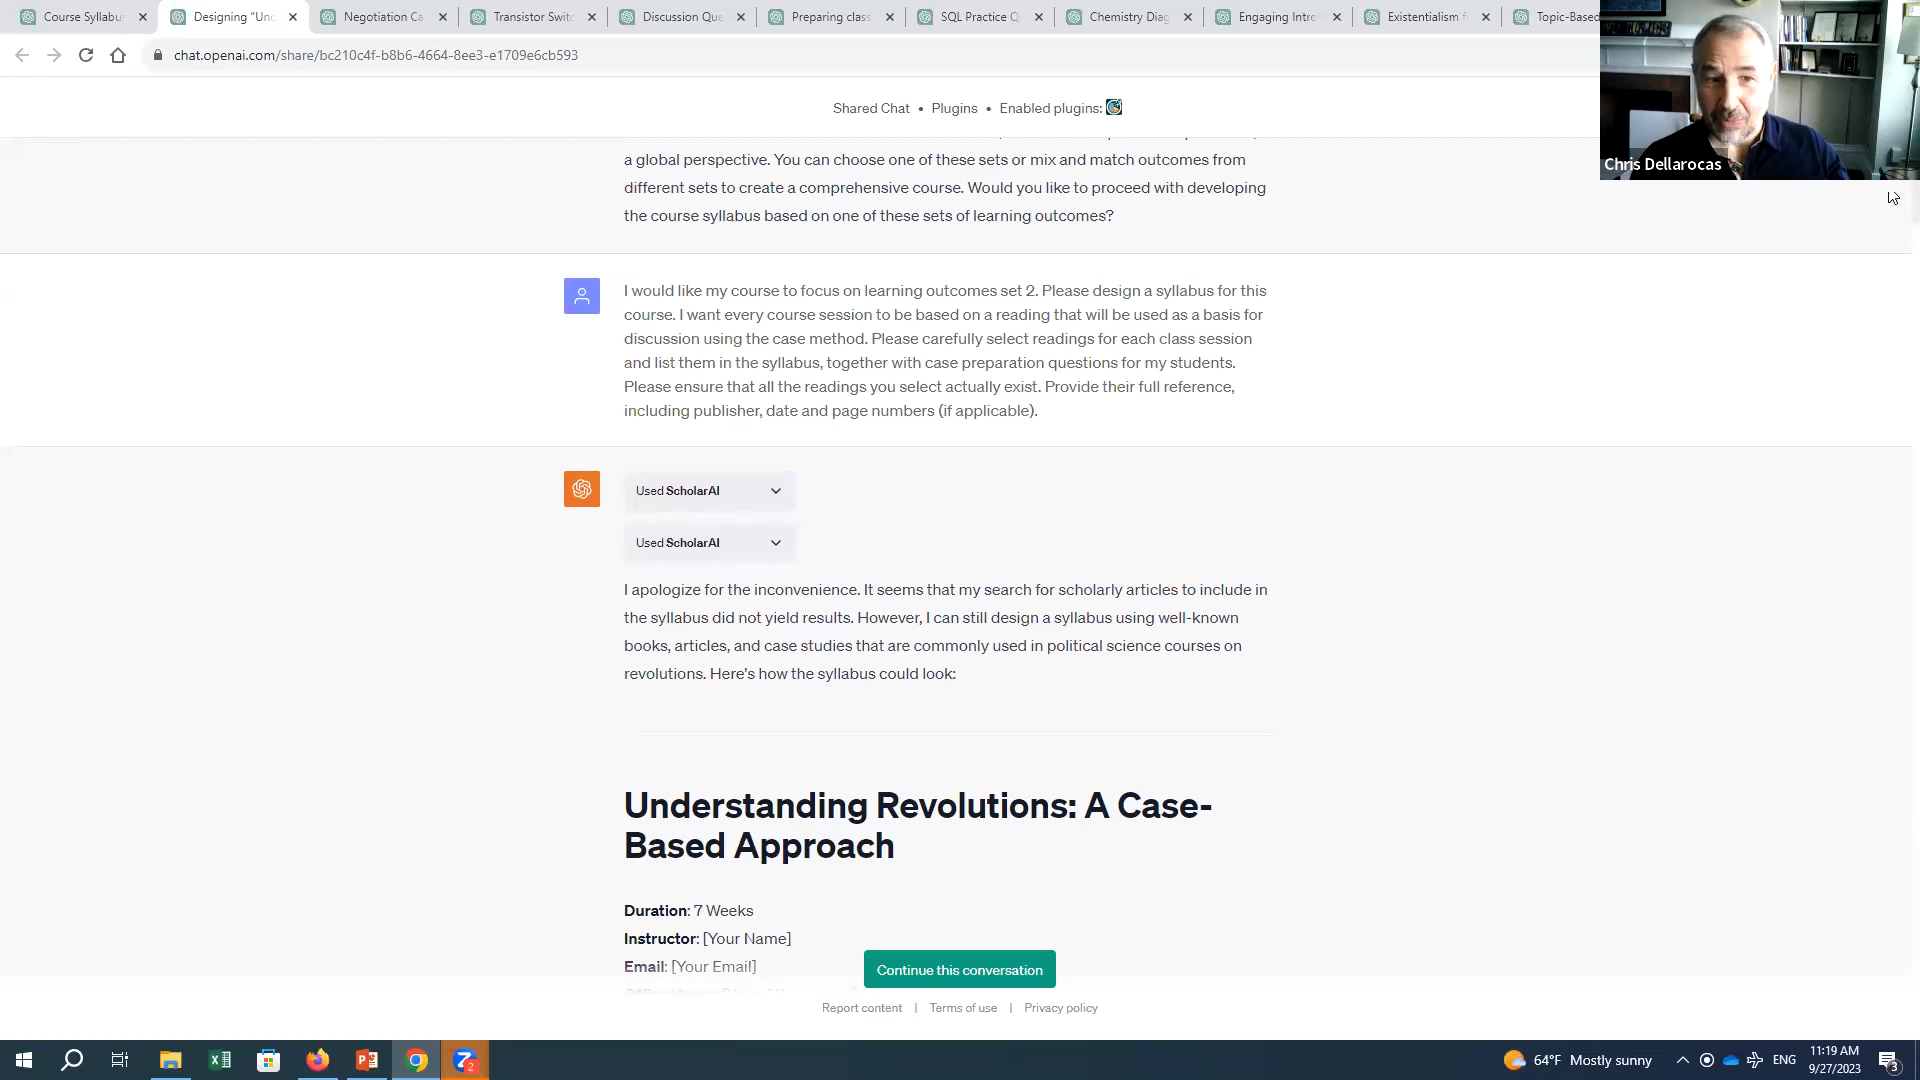 Course Syllabu
Designing "Und
Negotiation Ca
Transistor Swit
Discussion Que
Preparing class
SQL Practice Q
Chemistry Diag
Engaging Intro
Existentialism f
Topic-Based
chat.openai.com/share/bc210c4f-b8b6-4664-8ee3-e1709e6cb593
Shared Chat • Plugins • Enabled plugins:
Chris Dellarocas
a global perspective. You can choose one of these sets or mix and match outcomes from
different sets to create a comprehensive course. Would you like to proceed with developing
the course syllabus based on one of these sets of learning outcomes?
I would like my course to focus on learning outcomes set 2. Please design a syllabus for this
course. I want every course session to be based on a reading that will be used as a basis for
discussion using the case method. Please carefully select readings for each class session
and list them in the syllabus, together with case preparation questions for my students.
Please ensure that all the readings you select actually exist. Provide their full reference,
including publisher, date and page numbers (if applicable).
Used ScholarAI
Used ScholarAI
I apologize for the inconvenience. It seems that my search for scholarly articles to include in
the syllabus did not yield results. However, I can still design a syllabus using well-known
books, articles, and case studies that are commonly used in political science courses on
revolutions. Here's how the syllabus could look:
Understanding Revolutions: A Case-
Based Approach
Duration: 7 Weeks
Instructor: [Your Name]
Email: [Your Email]
Continue this conversation
Report content | Terms of use | Privacy policy
64°F Mostly sunny
ENG
11:19 AM
9/27/2023
3
2